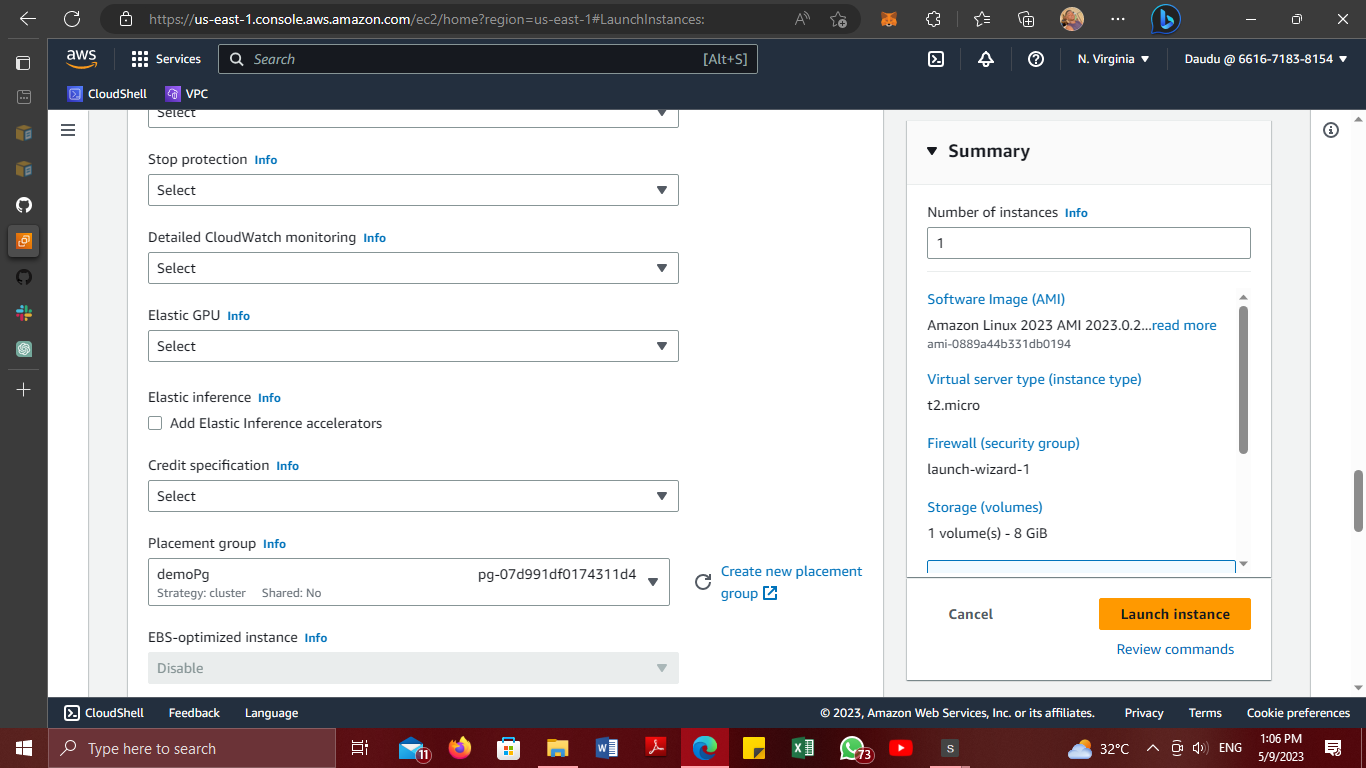 https://us-east-1.console.aws.amazon.com/ec2/home?region=us-east-1#LaunchInstances:
aws
Services
Search
[Alt+S]
N. Virginia
Daudu @ 6616-7183-8154
CloudShell
VPC
Select
Stop protection Info
Select
Detailed CloudWatch monitoring Info
Select
Elastic GPU Info
Select
Elastic inference Info
Add Elastic Inference accelerators
Credit specification Info
Select
Placement group Info
demoPg pg-07d991df0174311d4
Strategy: cluster Shared: No
Create new placement
group
EBS-optimized instance Info
Disable
Summary
Number of instances Info
1
Software Image (AMI)
Amazon Linux 2023 AMI 2023.0.2...read more
ami-0889a44b331db0194
Virtual server type (instance type)
t2.micro
Firewall (security group)
launch-wizard-1
Storage (volumes)
1 volume(s) - 8 GiB
Cancel
Launch instance
Review commands
CloudShell
Feedback
Language
© 2023, Amazon Web Services, Inc. or its affiliates.
Privacy
Terms
Cookie preferences
Type here to search
11
W
73
S
32°C
ENG
1:06 PM
5/9/2023